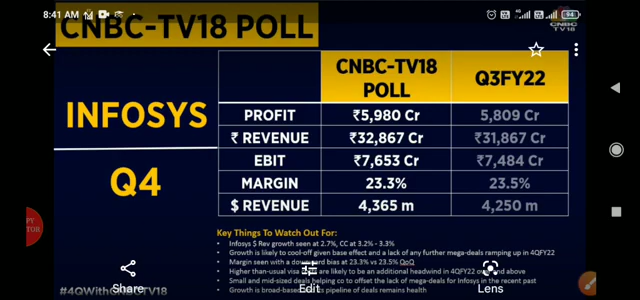 8:41 AM
94
CNBC-TV18 POLL
CNBC
TV18
INFOSYS
Q4
CNBC-TV18 POLL Q3FY22
PROFIT ₹5,980 Cr 5,809 Cr
₹ REVENUE ₹32,867 Cr ₹31,867 Cr
EBIT ₹7,653 Cr ₹7,484 Cr
MARGIN 23.3% 23.5%
$ REVENUE 4,365 m 4,250 m
Key Things To Watch Out For:
• Infosys $ Rev growth seen at 2.7%, CC at 3.2% - 3.3%
• Growth is likely to cool-off given base effect and a lack of any further mega-deals ramping up in 4QFY22
• Margin seen with a downward bias at 23.3% vs 23.5% QoQ
• Higher than-usual visa are likely to be an additional headwind in 4QFY22 over and above
• Small and mid-sized deals helping co to offset the lack of mega-deals for Infosys in the recent past
• Growth is broad-based pipeline of deals remains health
PY
TOR
#4QWithCNBCTV18
Share
Edit
Lens